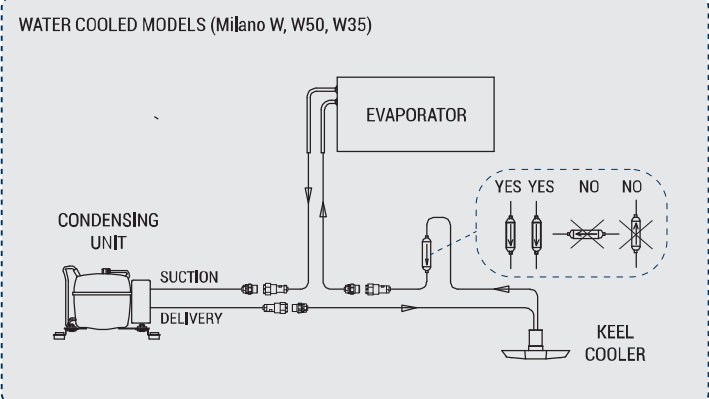 WATER COOLED MODELS (Milano W, W50, W35)
EVAPORATOR
YES YES NO NO
CONDENSING
UNIT
SUCTION
DELIVERY
KEEL
COOLER